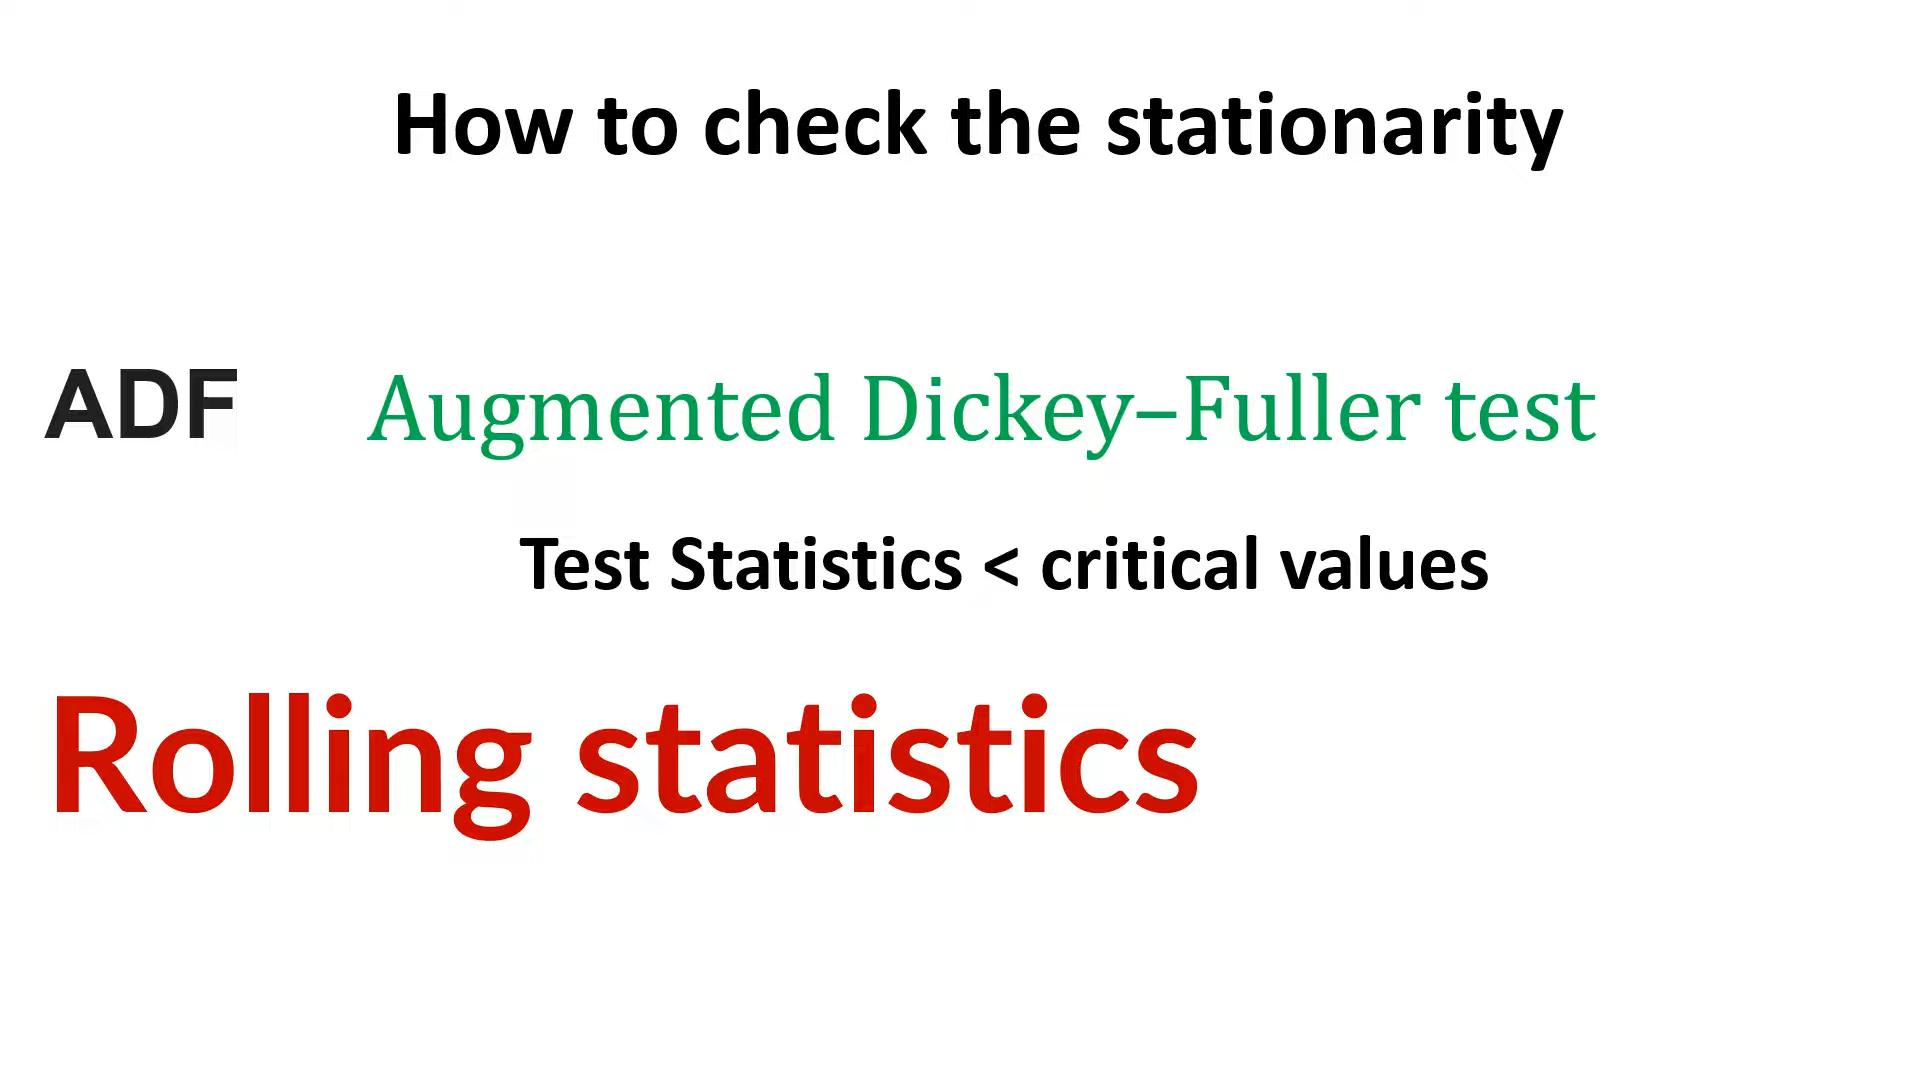 How to check the stationarity
ADF Augmented Dickey–Fuller test
Test Statistics < critical values
Rolling statistics